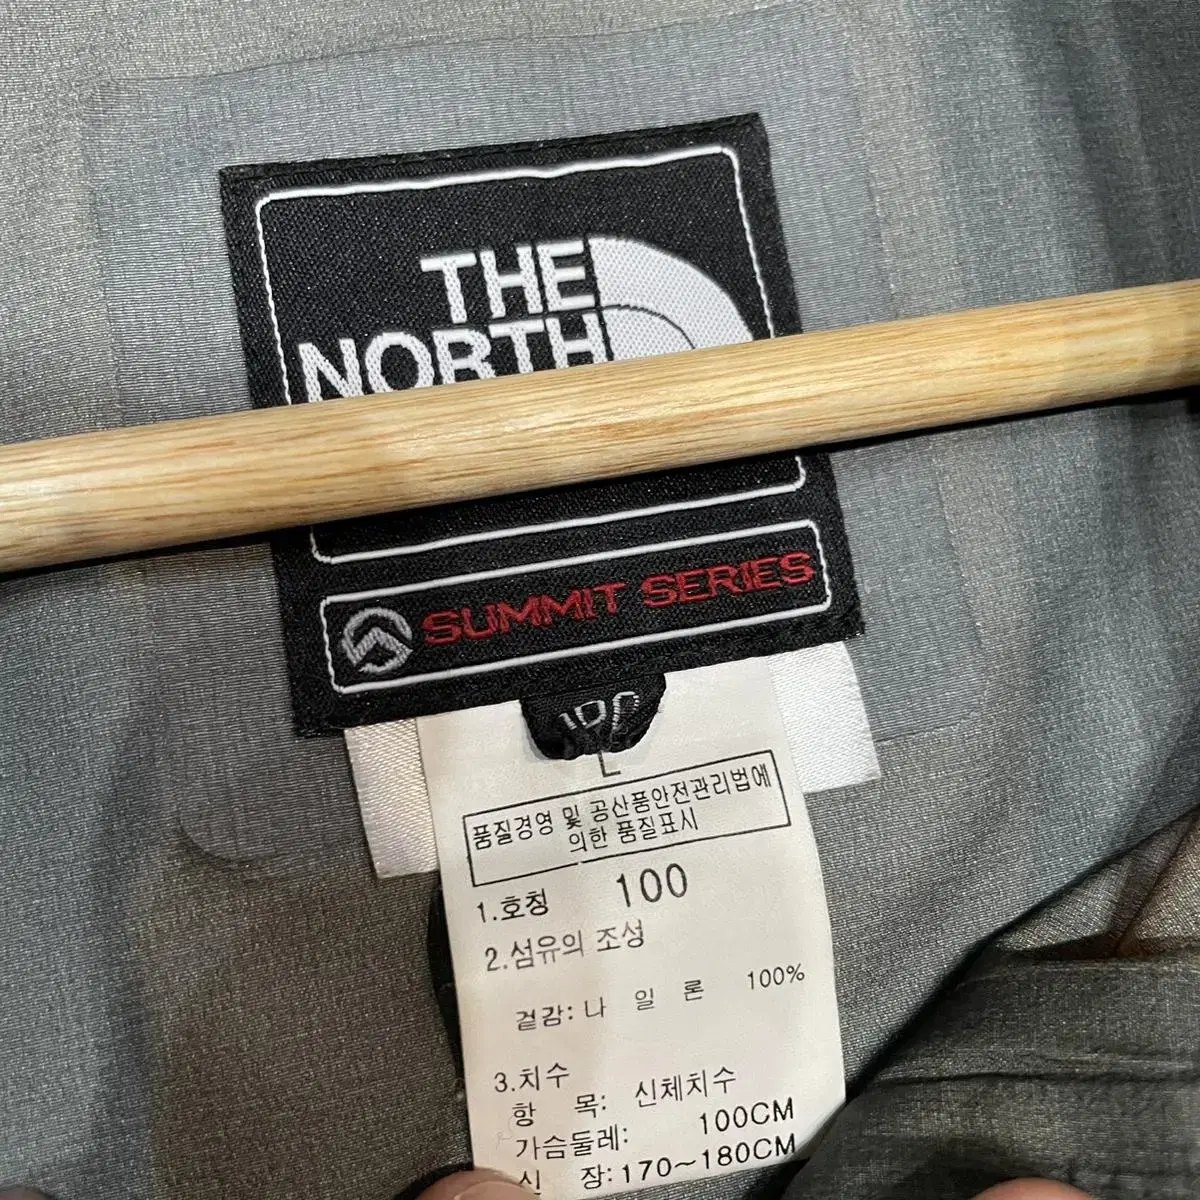 THE
NORTH
SUMMIT SERIES
100
L
품질경영 및 공산품안전관리법에
의한 품질표시
1.호칭 100
2.섬유의 조성
겉감: 나 일 론 100%
3.치수
항 목: 신체치수
가슴둘레: 100CM
신 장: 170~180CM